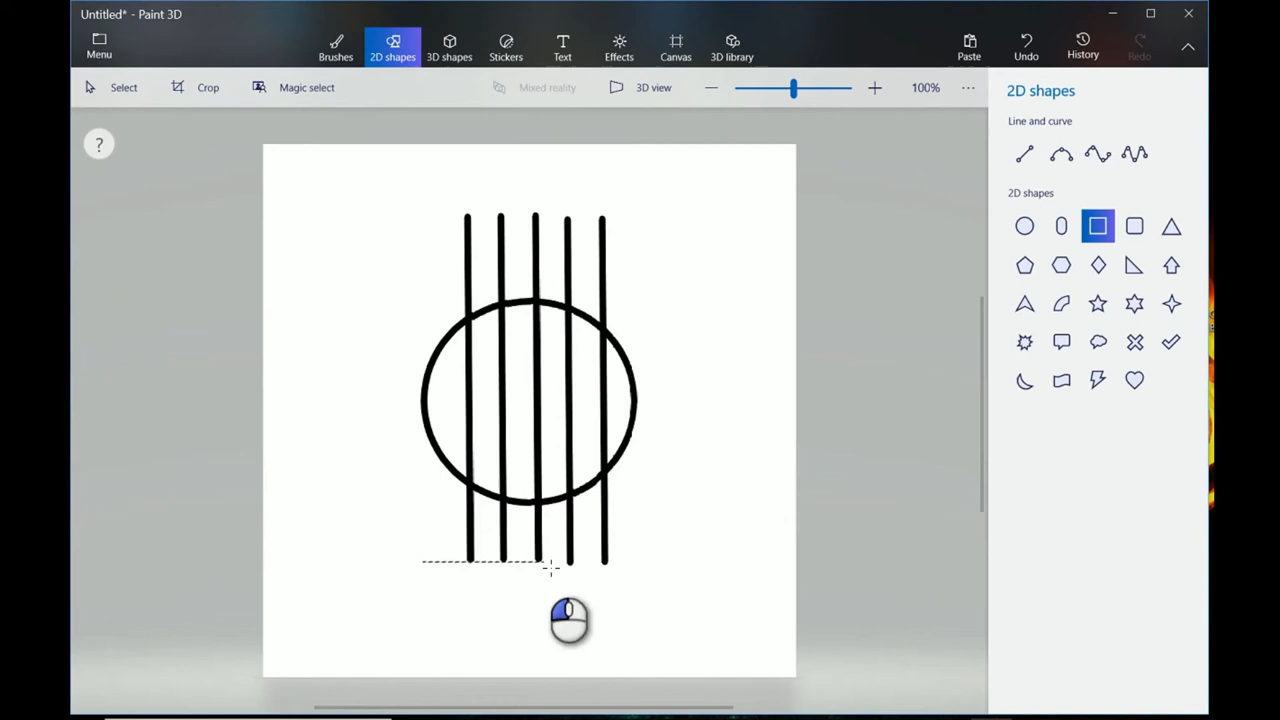 Untitled* - Paint 3D
Menu
Brushes
2D shapes
3D shapes
Stickers
Text
Effects
Canvas
3D library
Paste
Undo
History
Redo
Select
Crop
Magic select
Mixed reality
3D view
100%
2D shapes
Line and curve
2D shapes
?